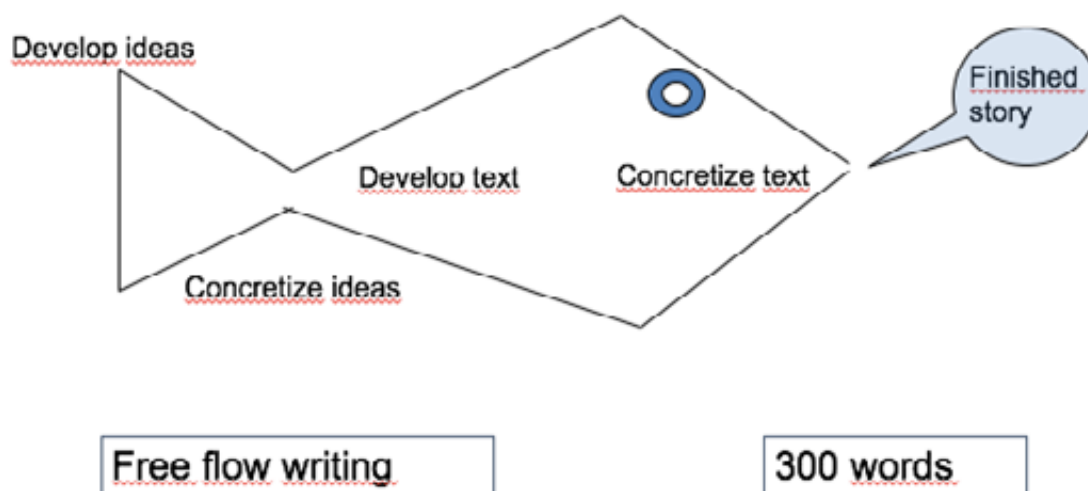 Develop ideas
Finished
story
Develop text
Concretize text
Concretize ideas
Free flow writing
300 words